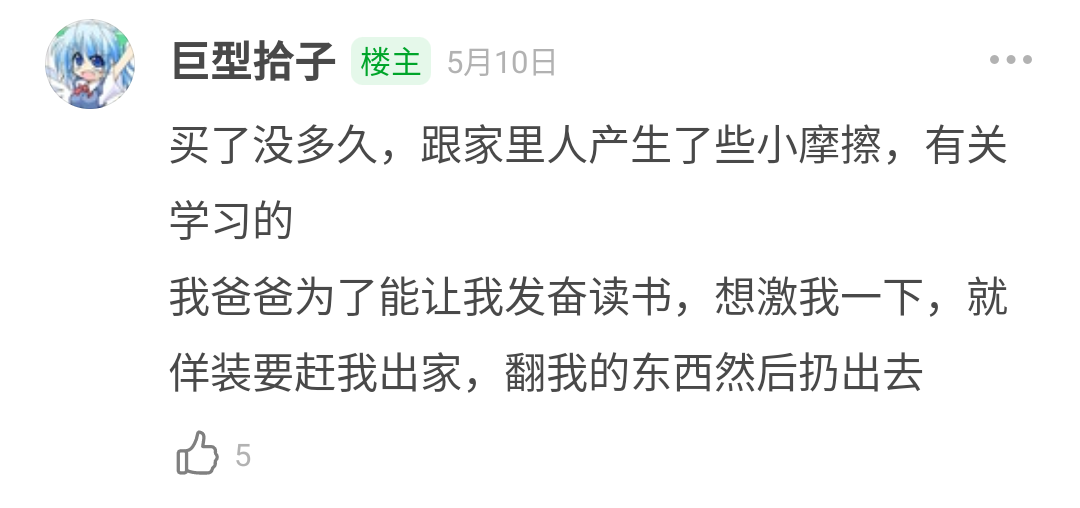 巨型拾子 楼主 5月10日
买了没多久，跟家里人产生了些小摩擦，有关
学习的
我爸爸为了能让我发奋读书，想激我一下，就
佯装要赶我出家，翻我的东西然后扔出去
5